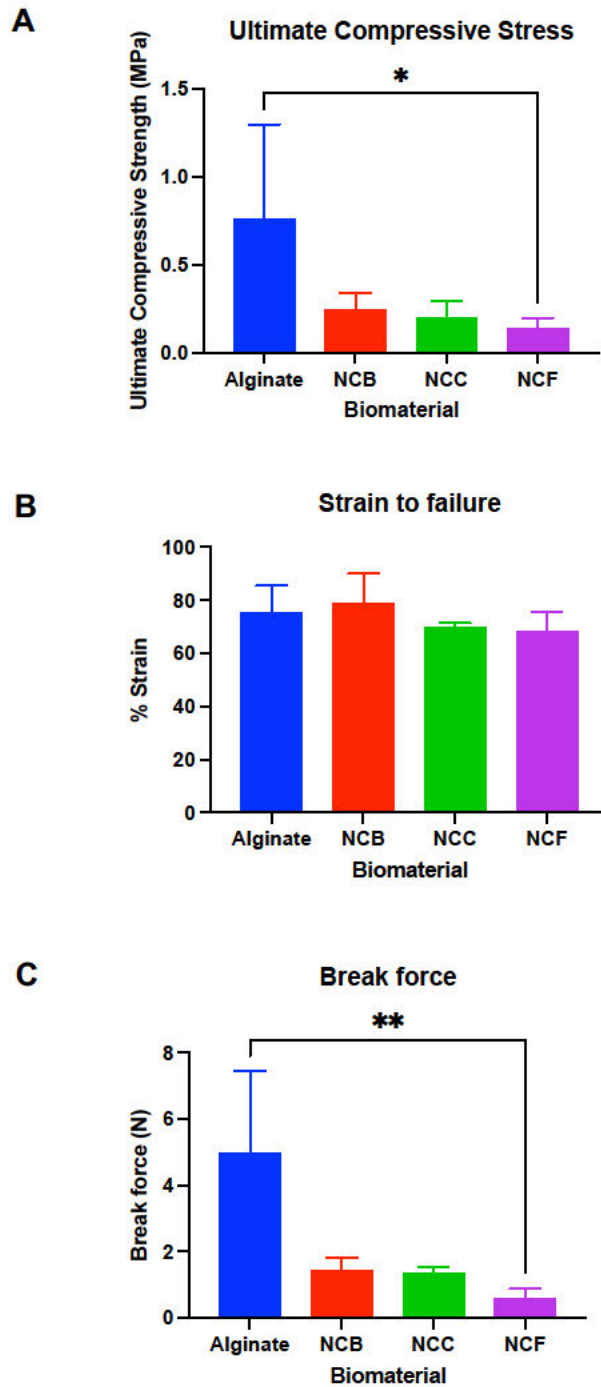 A
Ultimate Compressive Stress
Ultimate Compressive Strength (MPa)
*
1.5
1.0
0.5
0.0
Alginate NCB NCC NCF
Biomaterial
B
Strain to failure
% Strain
100
80
60
40
20
0
Alginate NCB NCC NCF
Biomaterial
C
Break force
Break force (N)
**
8
6
4
2
0
Alginate NCB NCC NCF
Biomaterial